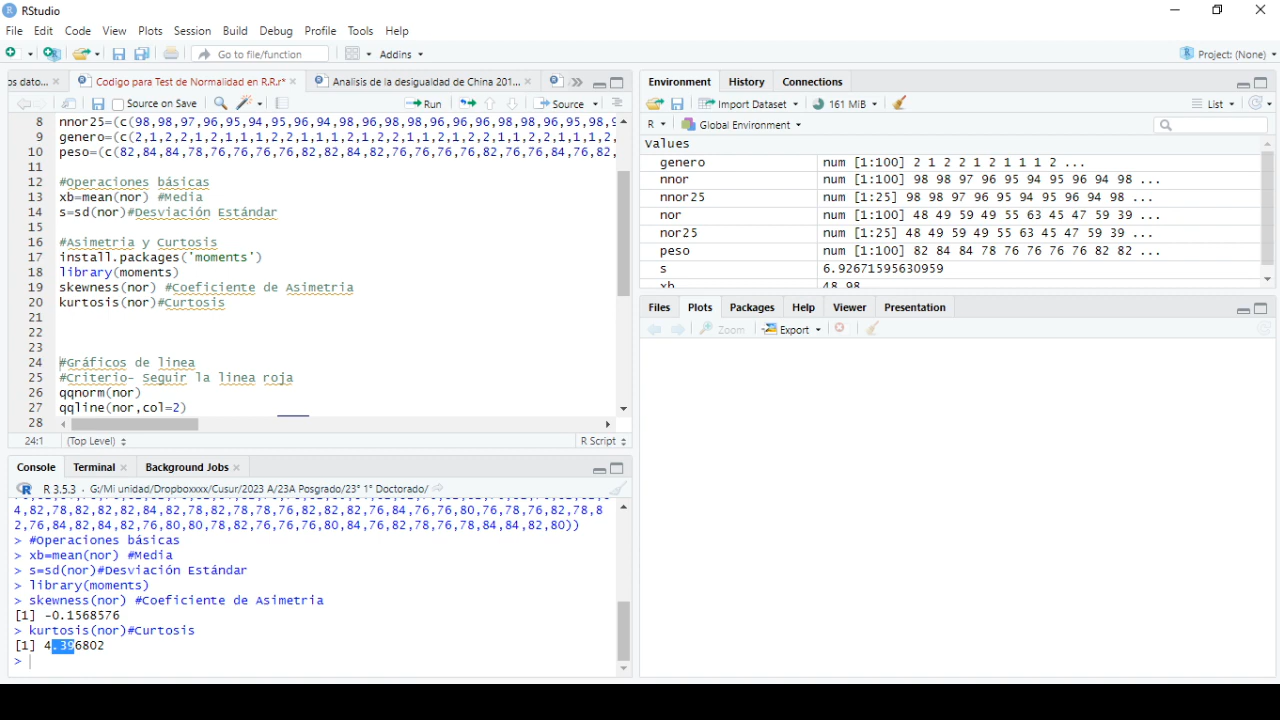 RStudio
File Edit Code View Plots Session Build Debug Profile Tools Help
Go to file/function Addins Project: (None)
os dato... × Codigo para Test de Normalidad en R.R.r* × Analisis de la desigualdad de China 201... ×
Source on Save Run Source
8 nnor25=(c(98,98,97,96,95,94,95,96,94,98,96,98,98,96,96,96,98,98,96,95,98,9
9 genero=(c(2,1,2,2,1,2,1,1,1,2,2,1,1,1,2,1,2,2,1,2,1,2,2,1,1,2,2,1,1,1,2,
10 peso=(c(82,84,84,78,76,76,76,76,82,82,84,82,76,76,76,76,82,76,76,84,76,82,
11
12 #Operaciones básicas
13 xb=mean(nor) #Media
14 s=sd(nor)#Desviación Estándar
15
16 #Asimetria y Curtosis
17 install.packages('moments')
18 library(moments)
19 skewness(nor) #Coeficiente de Asimetria
20 kurtosis(nor)#Curtosis
21
22
23
24 #Gráficos de linea
25 #Criterio- Seguir la linea roja
26 qqnorm(nor)
27 qqline(nor,col=2)
28
24:1 (Top Level) R Script
Console Terminal × Background Jobs ×
R 3.5.3 · G:/Mi unidad/Dropboxxxx/Cusur/2023 A/23A Posgrado/23° 1° Doctorado/
4,82,78,82,82,82,84,82,78,82,78,78,76,82,82,82,76,84,76,76,80,76,78,76,82,78,8
2,76,84,82,84,82,76,80,80,78,82,76,76,76,80,84,76,82,78,76,78,84,84,82,80))
> #Operaciones básicas
> xb=mean(nor) #Media
> s=sd(nor)#Desviación Estándar
> library(moments)
> skewness(nor) #Coeficiente de Asimetria
[1] -0.1568576
> kurtosis(nor)#Curtosis
[1] 4.396802
>
Environment History Connections
Import Dataset 161 MiB List
R Global Environment
Values
genero num [1:100] 2 1 2 2 1 2 1 1 1 2 ...
nnor num [1:100] 98 98 97 96 95 94 95 96 94 98 ...
nnor25 num [1:25] 98 98 97 96 95 94 95 96 94 98 ...
nor num [1:100] 48 49 59 49 55 63 45 47 59 39 ...
nor25 num [1:25] 48 49 59 49 55 63 45 47 59 39 ...
peso num [1:100] 82 84 84 78 76 76 76 76 82 82 ...
s 6.92671595630959
xb 48.98
Files Plots Packages Help Viewer Presentation
Zoom Export